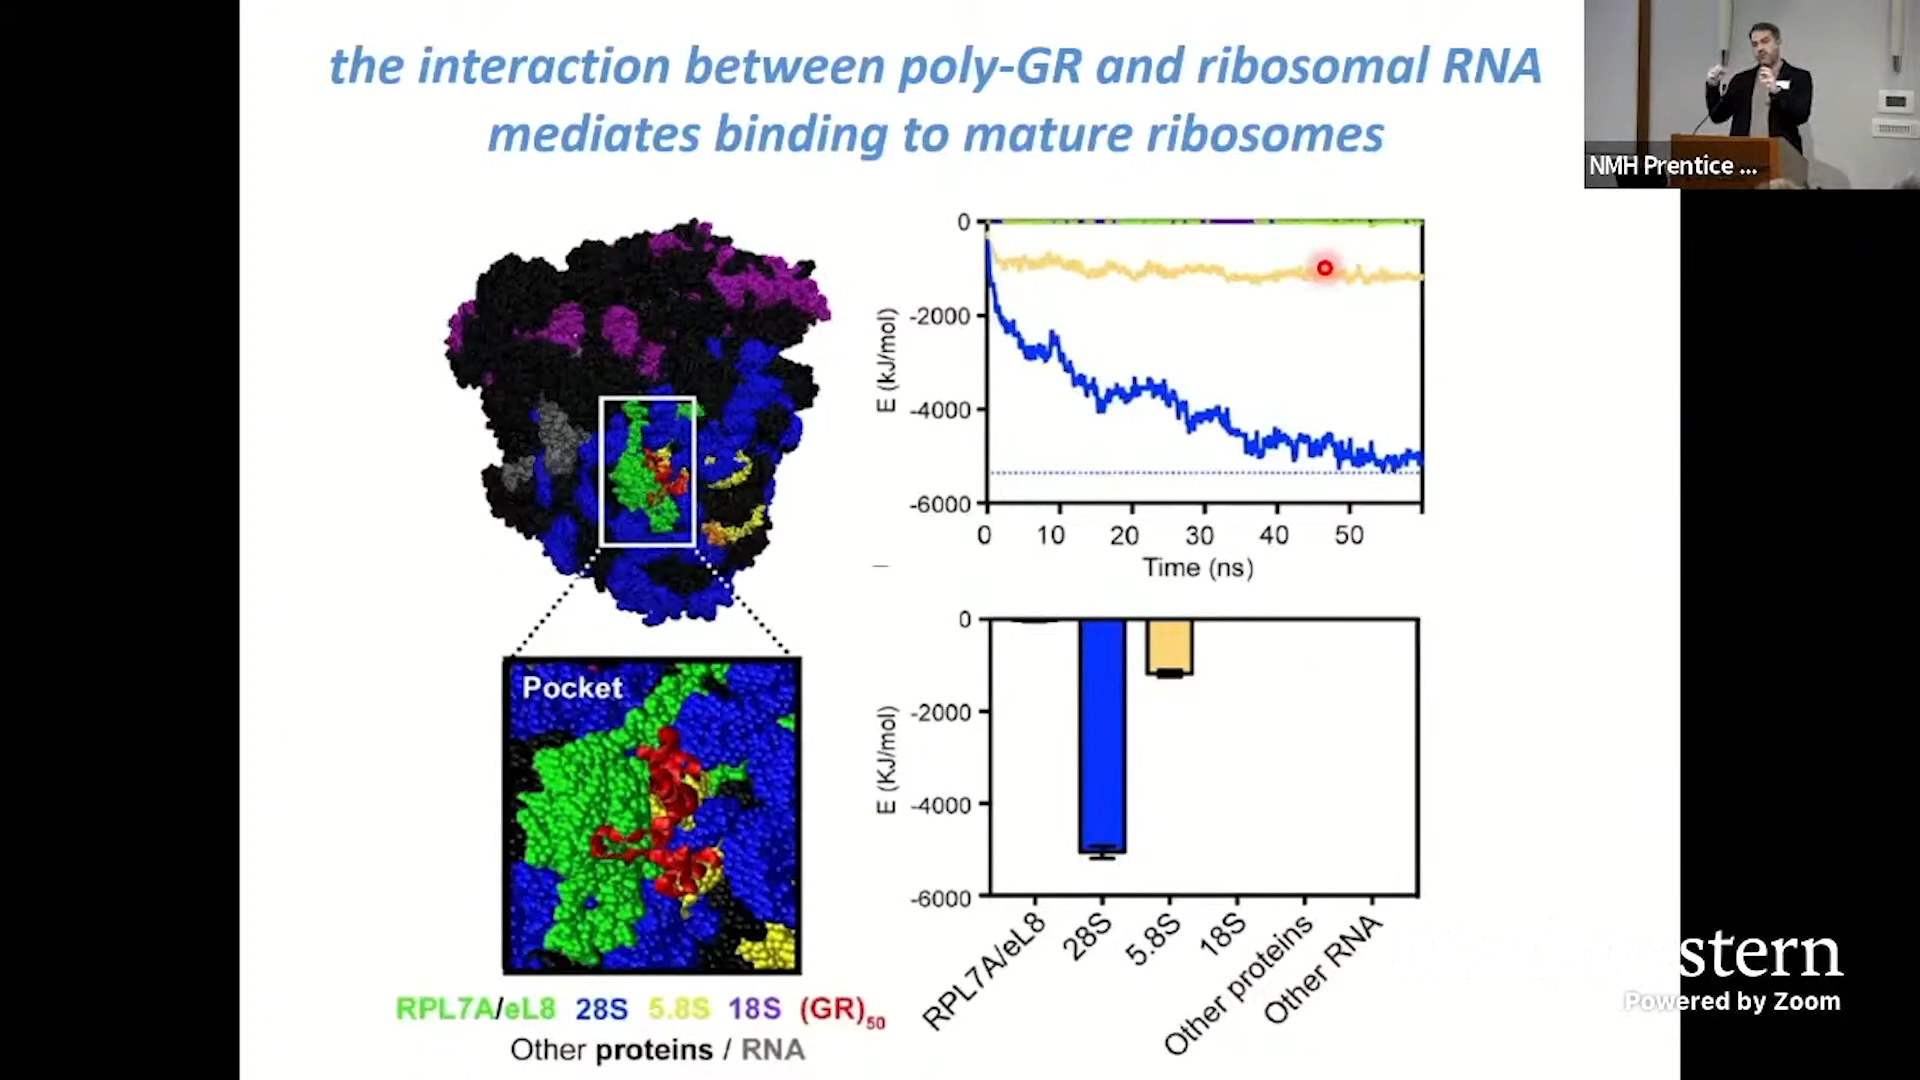 the interaction between poly-GR and ribosomal RNA
mediates binding to mature ribosomes
NMH Prentice ...
0
-2000
-4000
-6000
E (kJ/mol)
0 10 20 30 40 50
Time (ns)
Pocket
RPL7A/eL8 28S 5.8S 18S (GR)50
Other proteins / RNA
0
-2000
-4000
-6000
E (KJ/mol)
RPL7A/eL8
28S
5.8S
18S
Other proteins
Other RNA
stern
Powered by Zoom